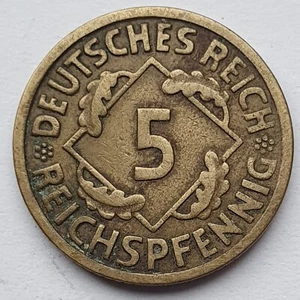 DEUTSCHES REICH
5
REICHSPFENNIG